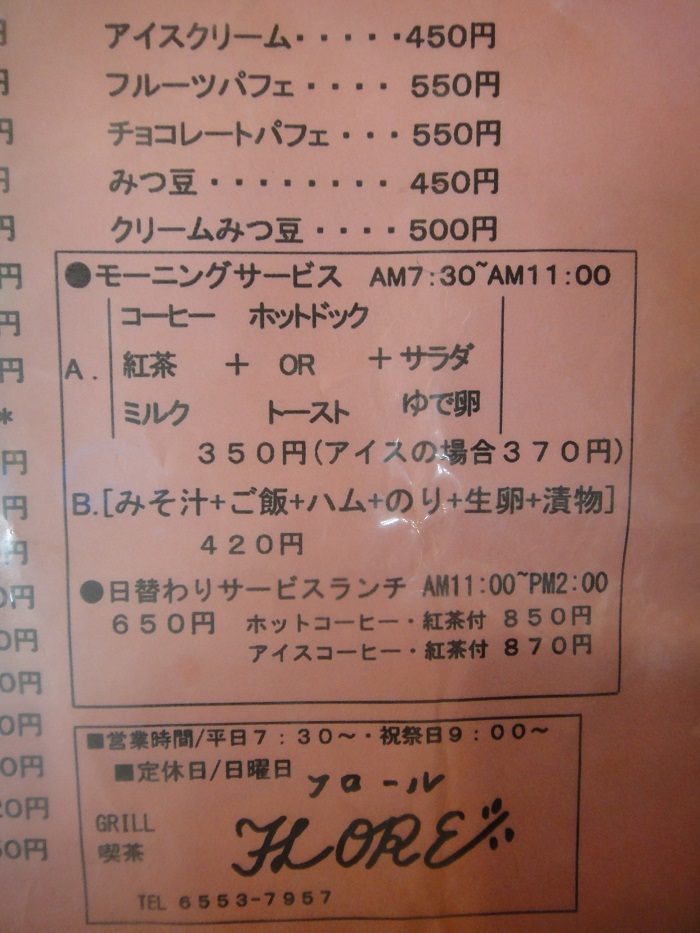 アイスクリーム・・・・・450円
フルーツパフェ・・・・ 550円
チョコレートパフェ・・・ 550円
みつ豆・・・・・・・・ 450円
クリームみつ豆・・・・ 500円
●モーニングサービス AM7:30~AM11:00
コーヒー ホットドック
A. 紅茶 + OR + サラダ
ミルク トースト ゆで卵
350円(アイスの場合370円)
B.[みそ汁+ご飯+ハム+のり+生卵+漬物]
420円
●日替わりサービスランチ AM11:00~PM2:00
650円 ホットコーヒー・紅茶付 850円
アイスコーヒー・紅茶付 870円
■営業時間/平日7:30～・祝祭日9:00～
■定休日/日曜日
フロール
GRILL
喫茶 FLORE
TEL 6553-7957